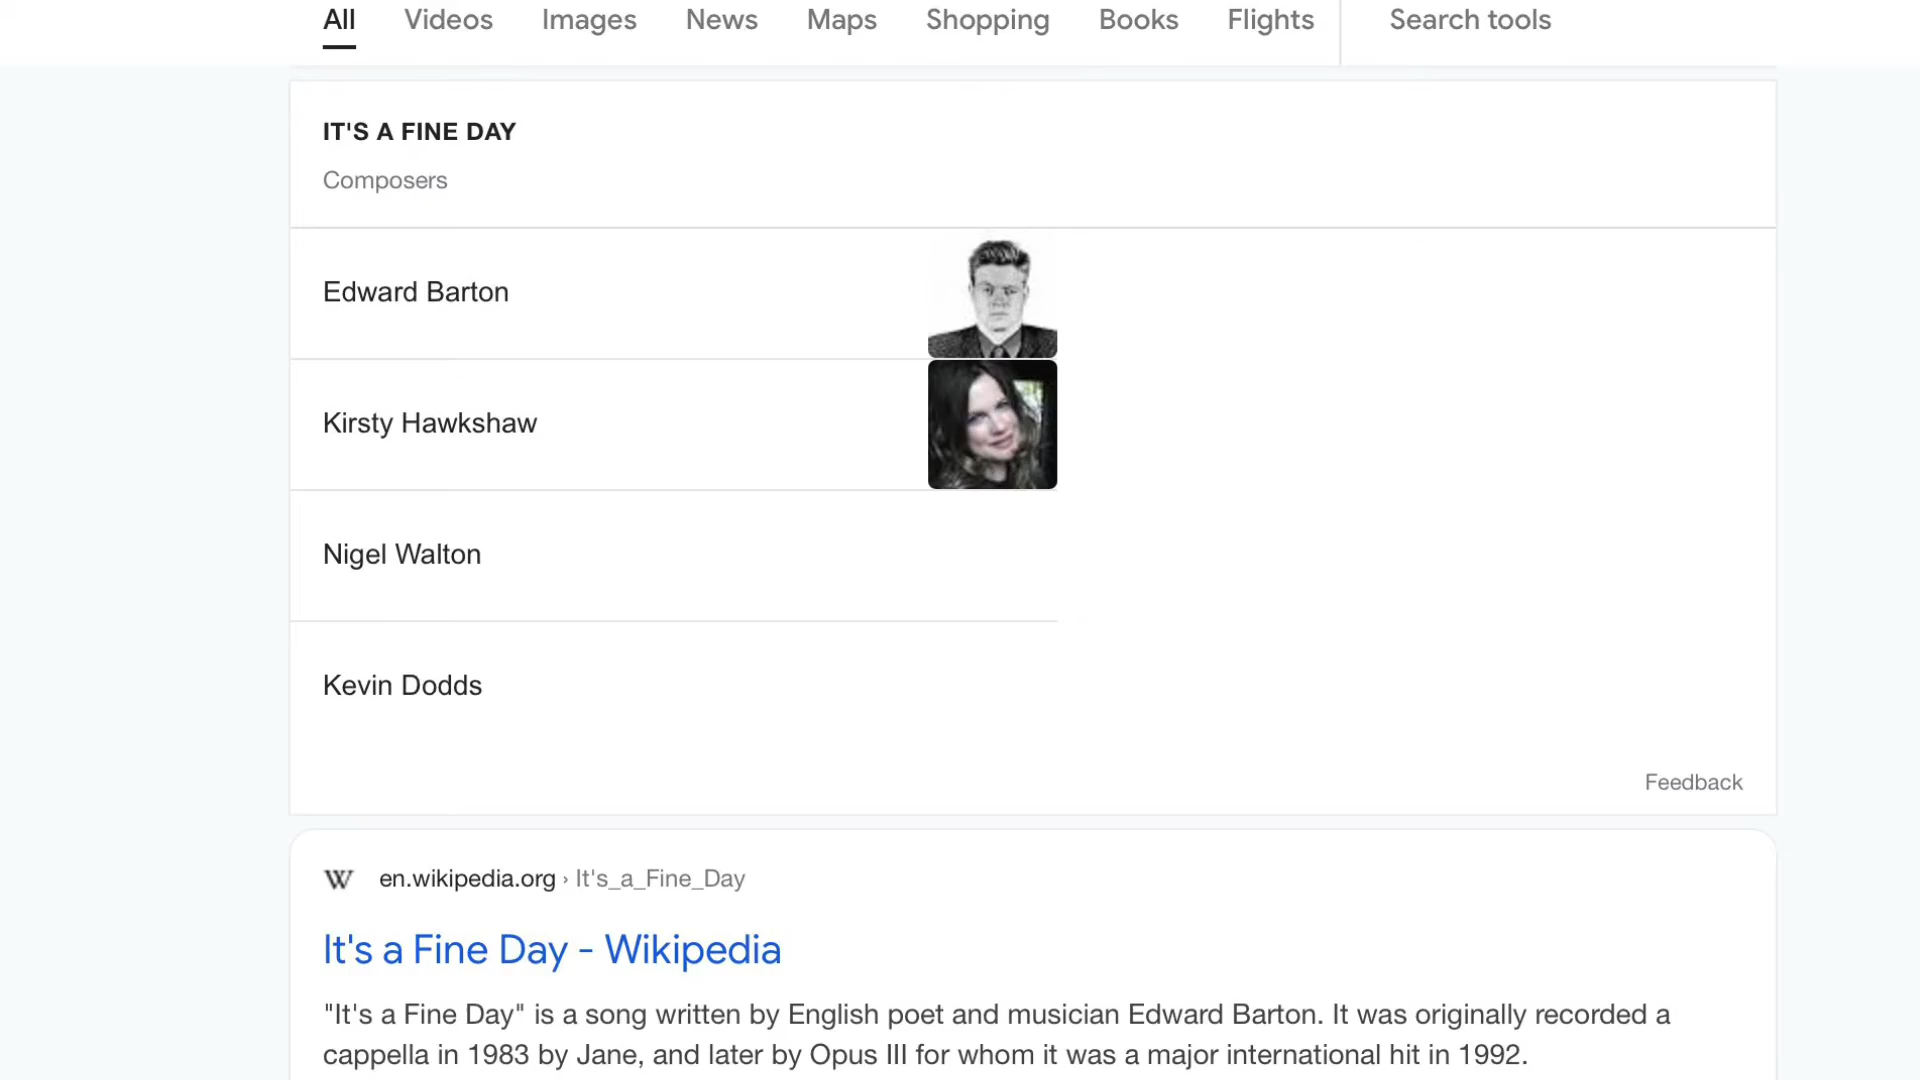 All Videos Images News Maps Shopping Books Flights Search tools
IT'S A FINE DAY
Composers
Edward Barton
Kirsty Hawkshaw
Nigel Walton
Kevin Dodds
Feedback
W en.wikipedia.org › It's_a_Fine_Day
It's a Fine Day - Wikipedia
"It's a Fine Day" is a song written by English poet and musician Edward Barton. It was originally recorded a
cappella in 1983 by Jane, and later by Opus III for whom it was a major international hit in 1992.